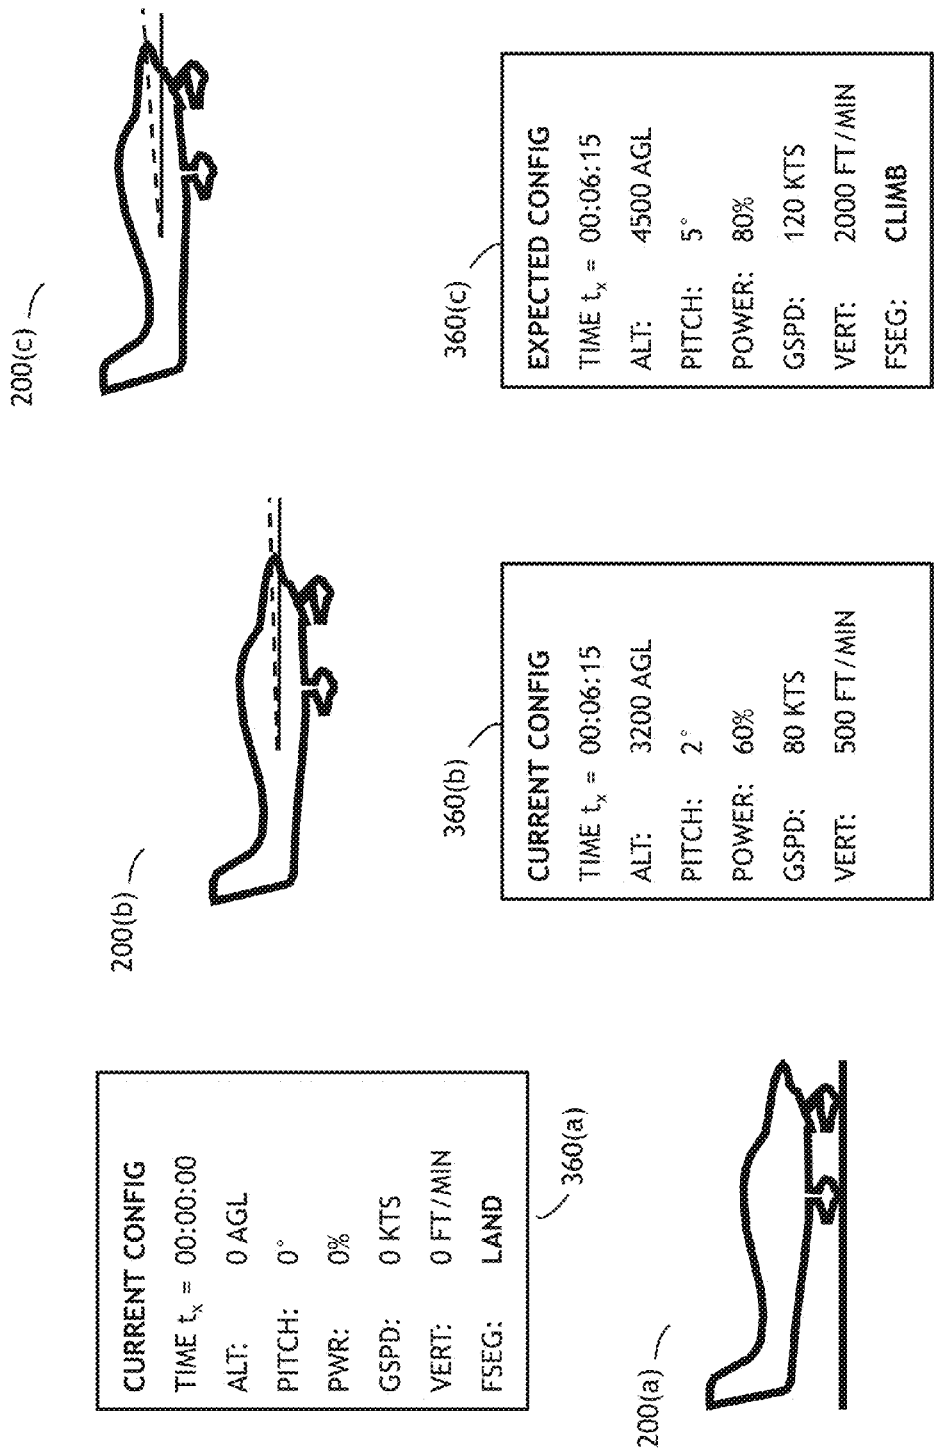 CURRENT CONFIG
TIME tx = 00:00:00
ALT: 0 AGL
PITCH: 0°
PWR: 0%
GSPD: 0 KTS
VERT: 0 FT/MIN
FSEG: LAND
360(a)
200(a)
200(b)
360(b)
CURRENT CONFIG
TIME tx = 00:06:15
ALT: 3200 AGL
PITCH: 2°
POWER: 60%
GSPD: 80 KTS
VERT: 500 FT/MIN
200(c)
360(c)
EXPECTED CONFIG
TIME tx = 00:06:15
ALT: 4500 AGL
PITCH: 5°
POWER: 80%
GSPD: 120 KTS
VERT: 2000 FT/MIN
FSEG: CLIMB